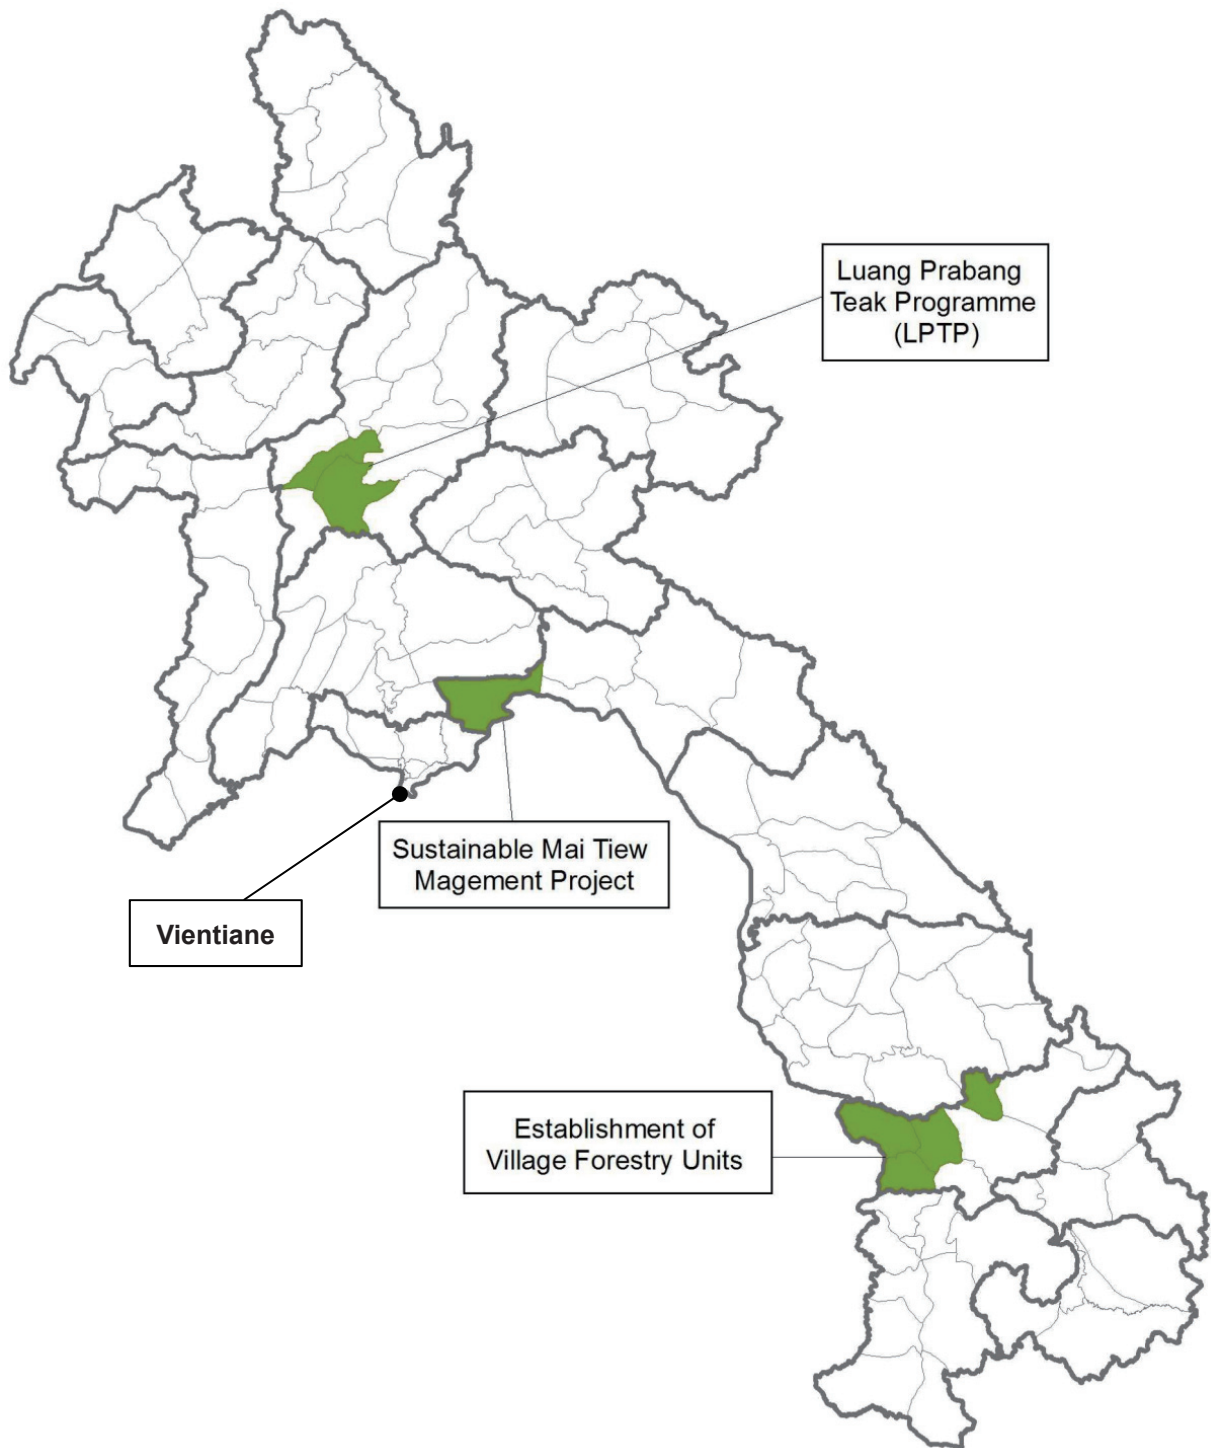 Luang Prabang
Teak Programme
(LPTP)
Sustainable Mai Tiew
Magement Project
Vientiane
Establishment of
Village Forestry Units